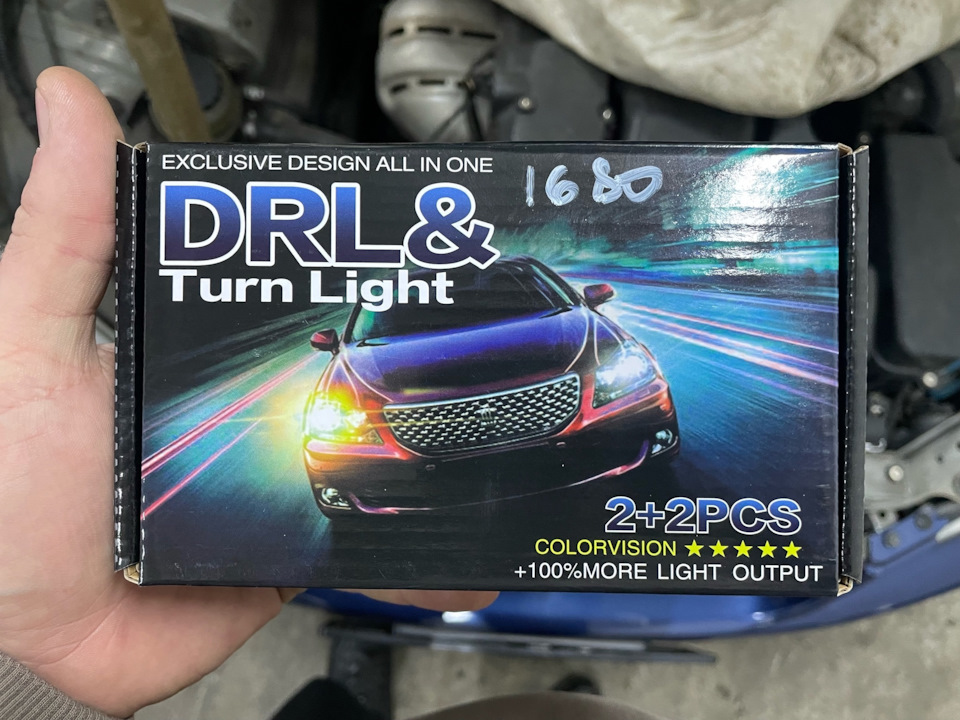 EXCLUSIVE DESIGN ALL IN ONE
1680
DRL&
Turn Light
2+2PCS
COLORVISION ★★★★★
+100%MORE LIGHT OUTPUT